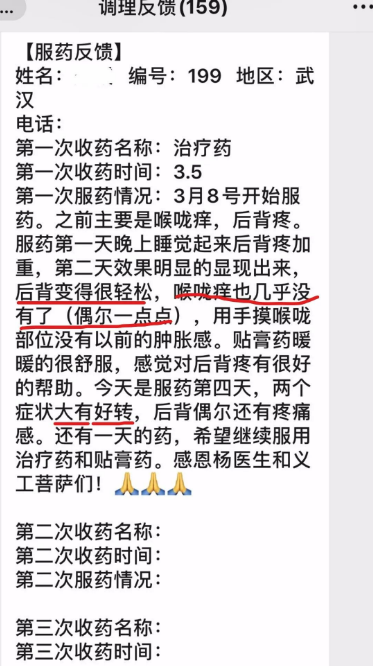 调理反馈(159)
【服药反馈】
姓名： 编号：199 地区：武
汉
电话：
第一次收药名称：治疗药
第一次收药时间：3.5
第一次服药情况：3月8号开始服
药。之前主要是喉咙痒，后背疼。
服药第一天晚上睡觉起来后背疼加
重，第二天效果明显的显现出来，
后背变得很轻松，喉咙痒也几乎没
有了（偶尔一点点），用手摸喉咙
部位没有以前的肿胀感。贴膏药暖
暖的很舒服，感觉对后背疼有很好
的帮助。今天是服药第四天，两个
症状大有好转，后背偶尔还有疼痛
感。还有一天的药，希望继续服用
治疗药和贴膏药。感恩杨医生和义
工菩萨们！🙏🙏🙏
第二次收药名称：
第二次收药时间：
第二次服药情况：
第三次收药名称：
第三次收药时间：